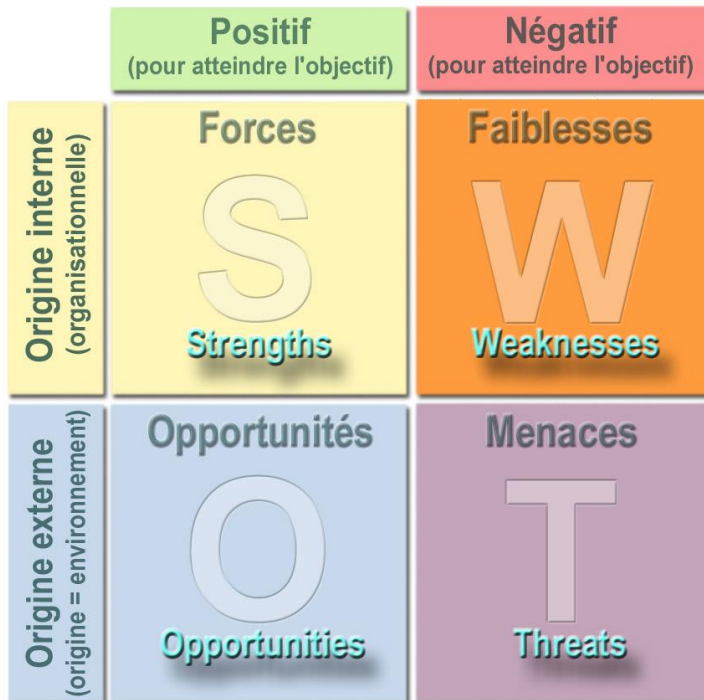 Positif
(pour atteindre l'objectif)
Négatif
(pour atteindre l'objectif)
Origine interne
(organisationnelle)
Forces
S
Strengths
Faiblesses
W
Weaknesses
Origine externe
(origine = environnement)
Opportunités
O
Opportunities
Menaces
T
Threats